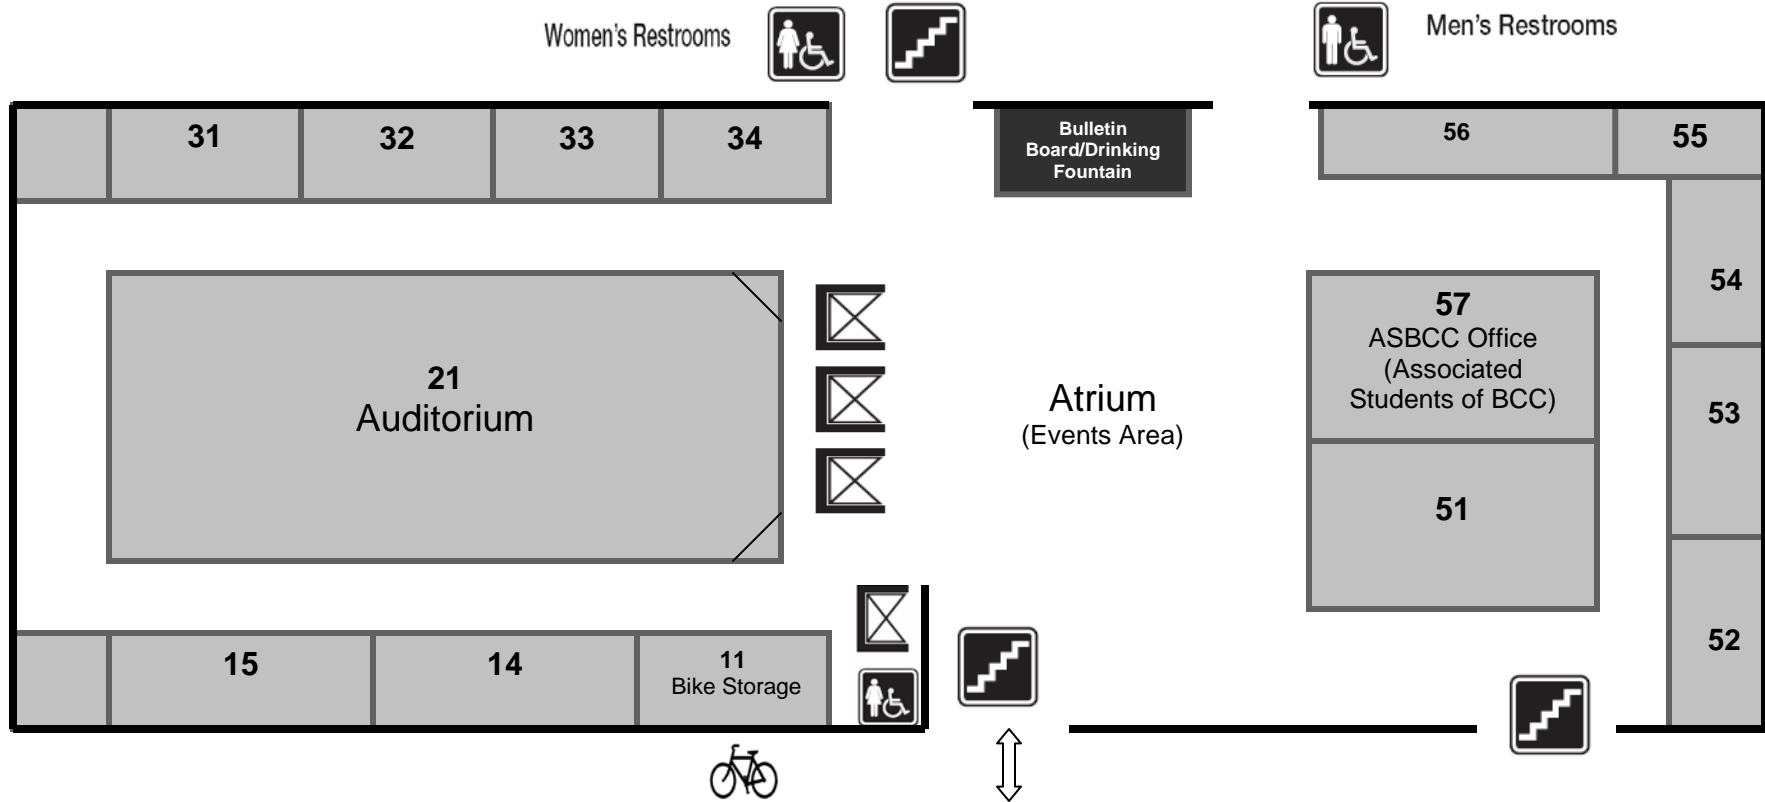 Women's Restrooms
Men's Restrooms
31
32
33
34
Bulletin
Board/Drinking
Fountain
56
55
54
57
ASBCC Office
(Associated
Students of BCC)
21
Auditorium
Atrium
(Events Area)
53
51
52
15
14
11
Bike Storage